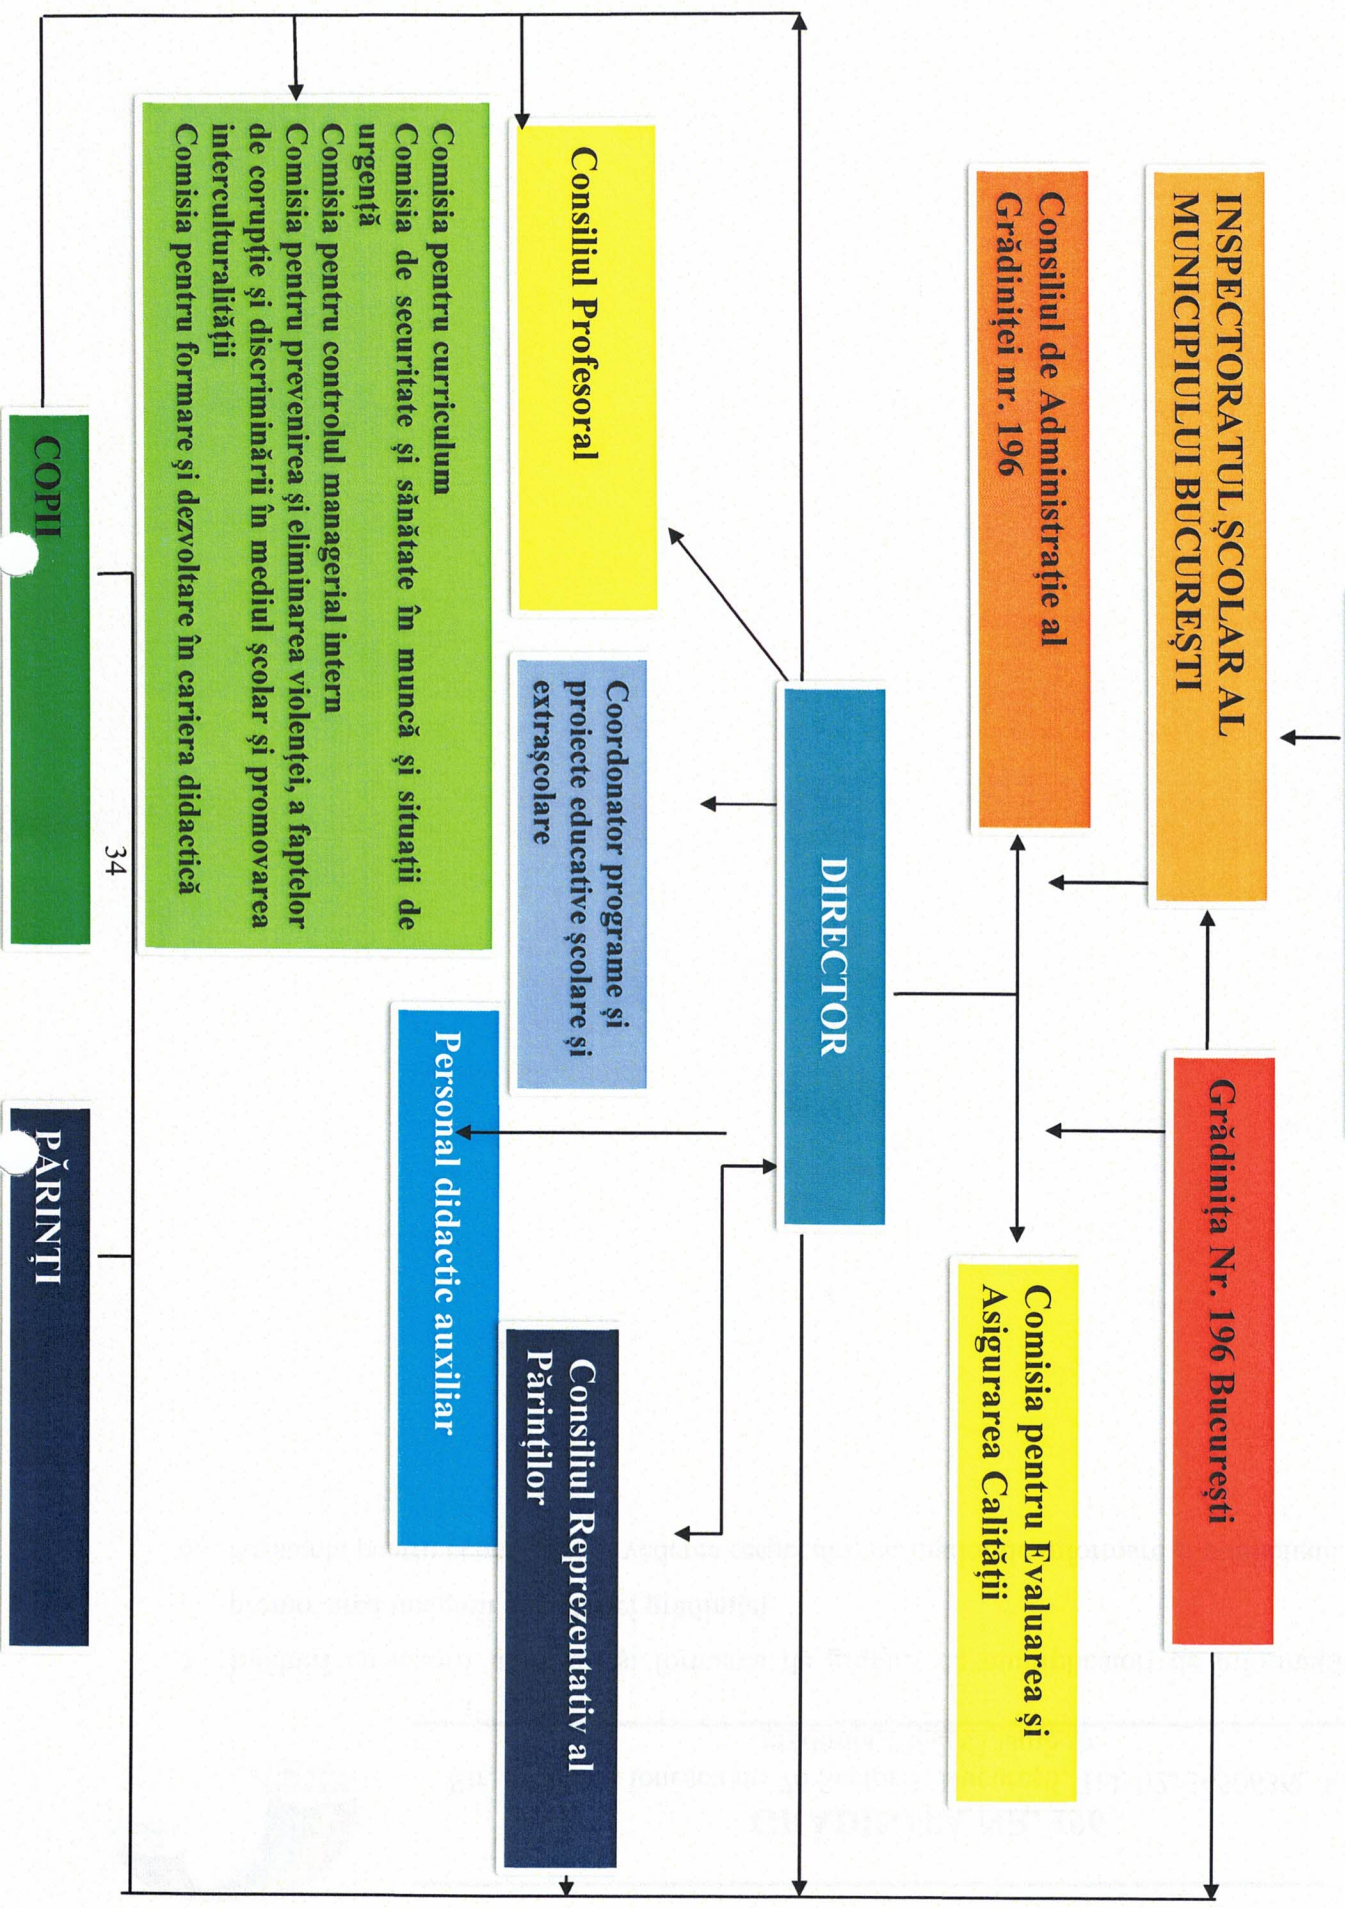 INSPECTORATUL ȘCOLAR AL
MUNICIPIULUI BUCUREȘTI
Grădinița Nr. 196 București
Consiliul de Administrație al
Grădiniței nr. 196
Comisia pentru Evaluarea și
Asigurarea Calității
DIRECTOR
Consiliul Profesoral
Coordonator programe și
proiecte educative școlare și
extrașcolare
Consiliul Reprezentativ al
Părinților
Personal didactic auxiliar
Comisia pentru curriculum
Comisia de securitate și sănătate în muncă și situații de
urgență
Comisia pentru controlul managerial intern
Comisia pentru prevenirea și eliminarea violenței, a faptelor
de corupție și discriminării în mediul școlar și promovarea
interculturalității
Comisia pentru formare și dezvoltare în cariera didactică
34
COPII
PĂRINȚI